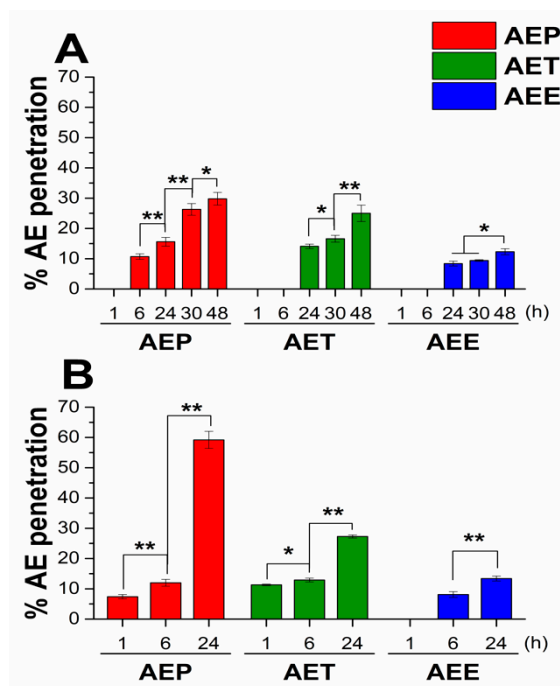 A
AEP
AET
AEE
% AE penetration
70
60
50
40
30
20
10
0
** ** * * ** *
1 6 24 30 48 1 6 24 30 48 1 6 24 30 48 (h)
AEP AET AEE
B
% AE penetration
70
60
50
40
30
20
10
0
** ** * ** **
1 6 24 1 6 24 1 6 24 (h)
AEP AET AEE